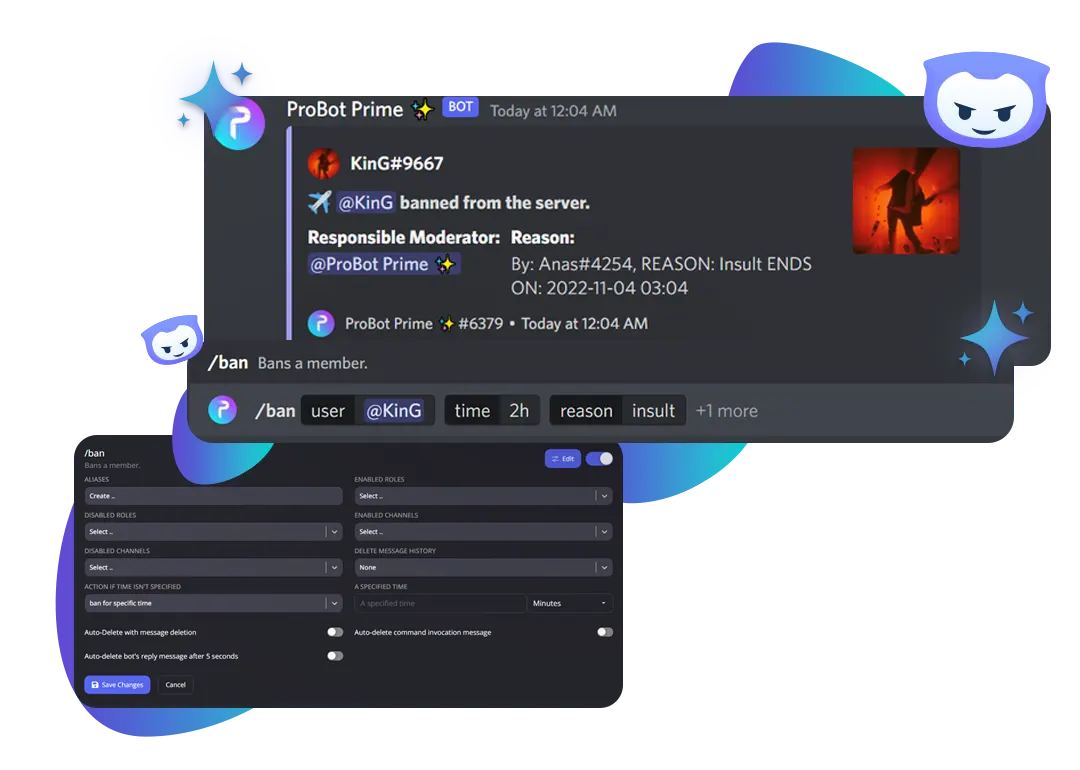 ProBot Prime ✨ BOT Today at 12:04 AM
KinG#9667
✈️ @KinG banned from the server.
Responsible Moderator: Reason:
@ProBot Prime ✨ By: Anas#4254, REASON: Insult ENDS
ON: 2022-11-04 03:04
ProBot Prime ✨ #6379 • Today at 12:04 AM
/ban Bans a member.
/ban user @KinG time 2h reason insult +1 more
/ban
Bans a member.
Edit
ALIASES ENABLED ROLES
Create .. Select ..
DISABLED ROLES ENABLED CHANNELS
Select .. Select ..
DISABLED CHANNELS DELETE MESSAGE HISTORY
Select .. None
ACTION IF TIME ISN'T SPECIFIED A SPECIFIED TIME
ban for specific time A specified time Minutes
Auto-Delete with message deletion Auto-delete command invocation message
Auto-delete bot's reply message after 5 seconds
Save Changes Cancel